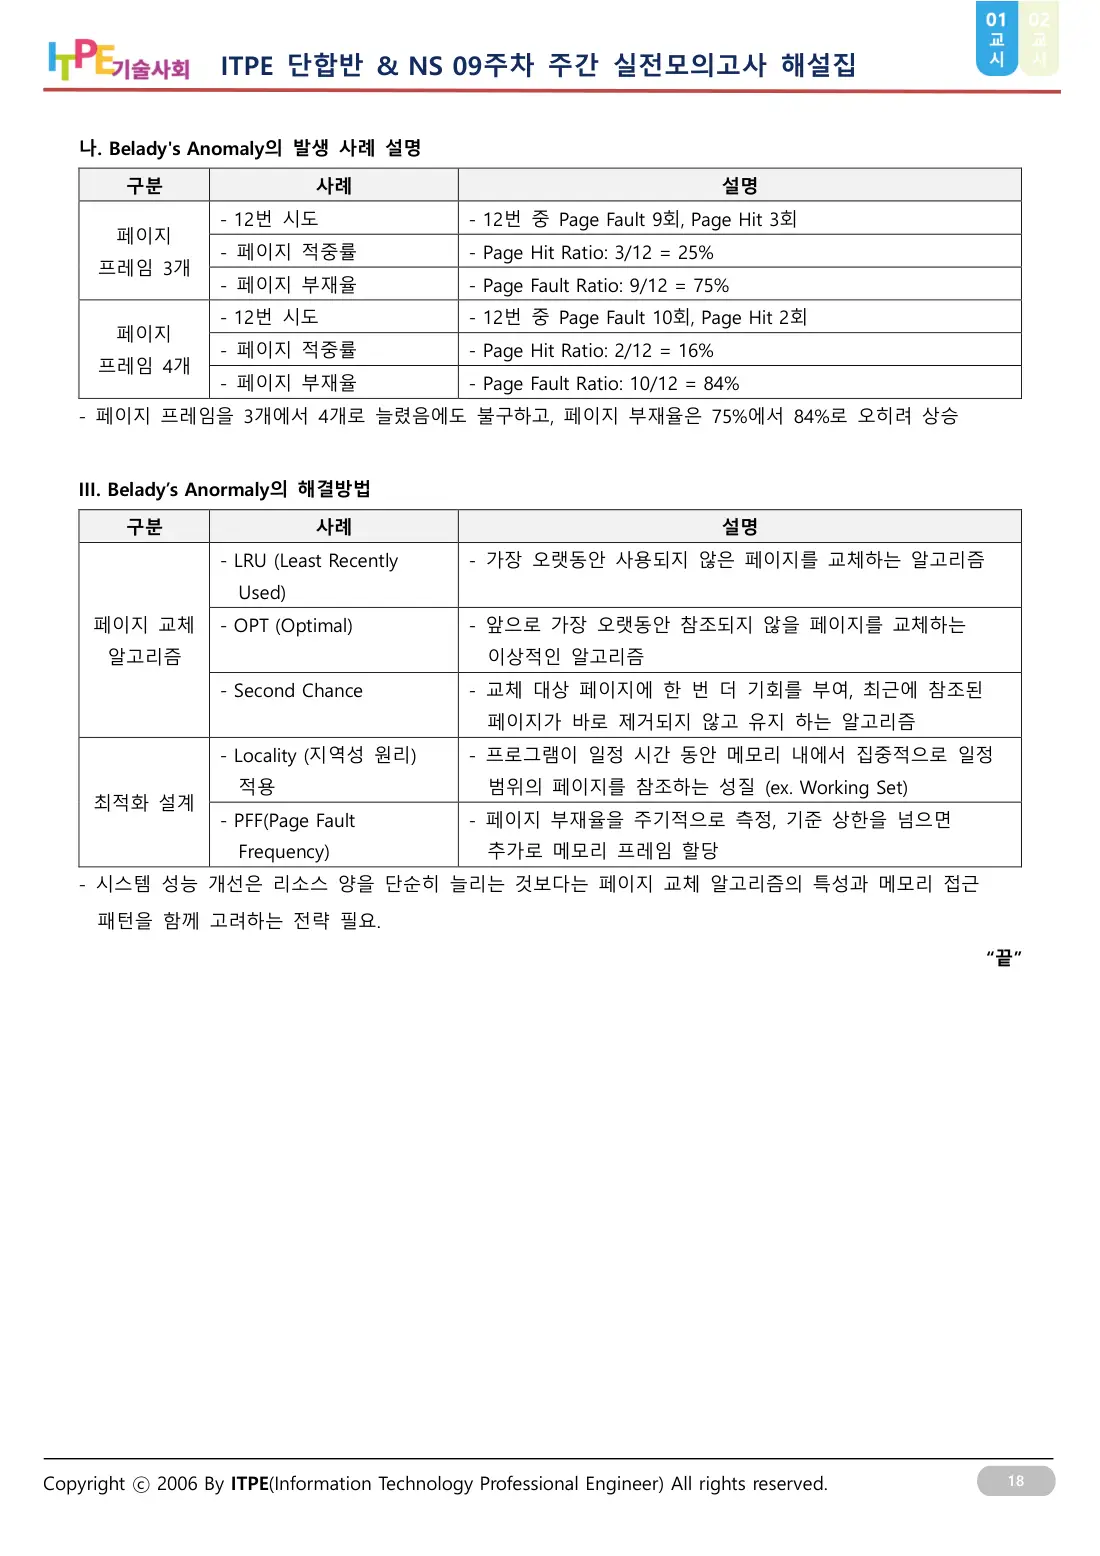 ITPE기술사회 ITPE 단합반 & NS 09주차 주간 실전모의고사 해설집
01 교 시
02 교 시
나. Belady's Anomaly의 발생 사례 설명
구분 사례 설명
페이지 프레임 3개
- 12번 시도 - 12번 중 Page Fault 9회, Page Hit 3회
- 페이지 적중률 - Page Hit Ratio: 3/12 = 25%
- 페이지 부재율 - Page Fault Ratio: 9/12 = 75%
페이지 프레임 4개
- 12번 시도 - 12번 중 Page Fault 10회, Page Hit 2회
- 페이지 적중률 - Page Hit Ratio: 2/12 = 16%
- 페이지 부재율 - Page Fault Ratio: 10/12 = 84%
- 페이지 프레임을 3개에서 4개로 늘렸음에도 불구하고, 페이지 부재율은 75%에서 84%로 오히려 상승
III. Belady’s Anormaly의 해결방법
구분 사례 설명
페이지 교체
알고리즘
- LRU (Least Recently
Used)
- 가장 오랫동안 사용되지 않은 페이지를 교체하는 알고리즘
- OPT (Optimal)
- 앞으로 가장 오랫동안 참조되지 않을 페이지를 교체하는
이상적인 알고리즘
- Second Chance
- 교체 대상 페이지에 한 번 더 기회를 부여, 최근에 참조된
페이지가 바로 제거되지 않고 유지 하는 알고리즘
최적화 설계
- Locality (지역성 원리)
적용
- 프로그램이 일정 시간 동안 메모리 내에서 집중적으로 일정
범위의 페이지를 참조하는 성질 (ex. Working Set)
- PFF(Page Fault
Frequency)
- 페이지 부재율을 주기적으로 측정, 기준 상한을 넘으면
추가로 메모리 프레임 할당
- 시스템 성능 개선은 리소스 양을 단순히 늘리는 것보다는 페이지 교체 알고리즘의 특성과 메모리 접근
패턴을 함께 고려하는 전략 필요.
“끝”
Copyright ⓒ 2006 By ITPE(Information Technology Professional Engineer) All rights reserved.
18